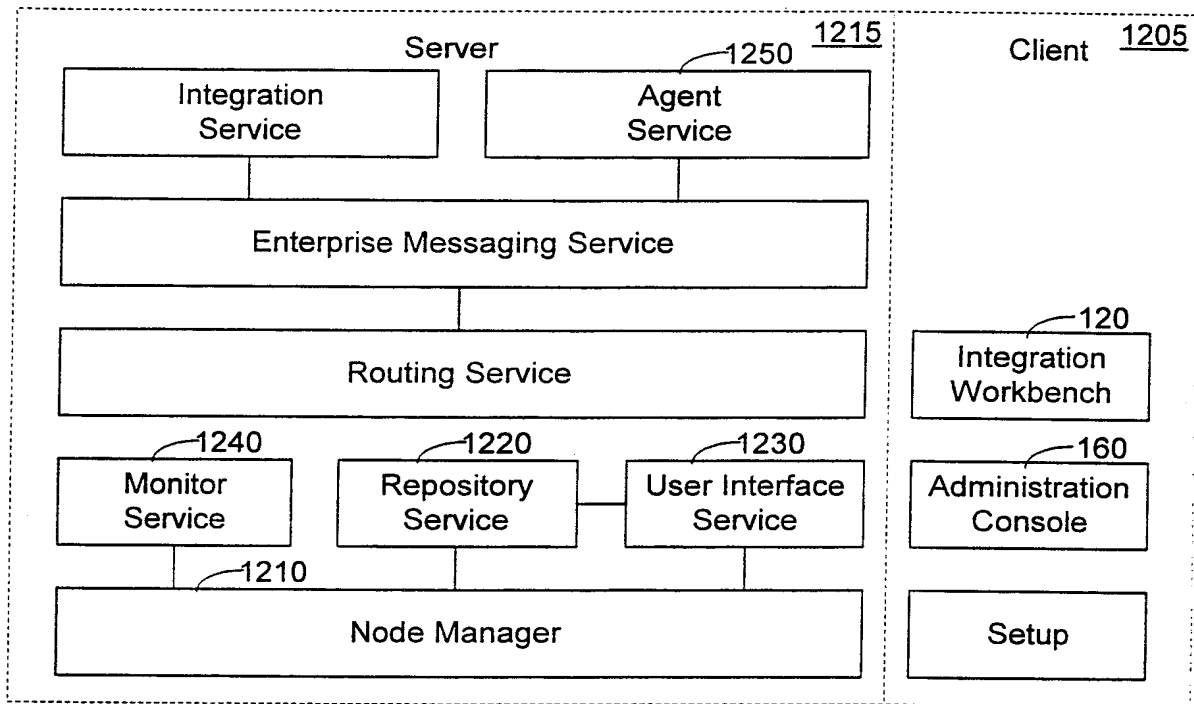 Server
1215
Client
1205
1250
Integration
Service
Agent
Service
Enterprise Messaging Service
Routing Service
120
Integration
Workbench
1240
Monitor
Service
1220
Repository
Service
1230
User Interface
Service
160
Administration
Console
1210
Node Manager
Setup